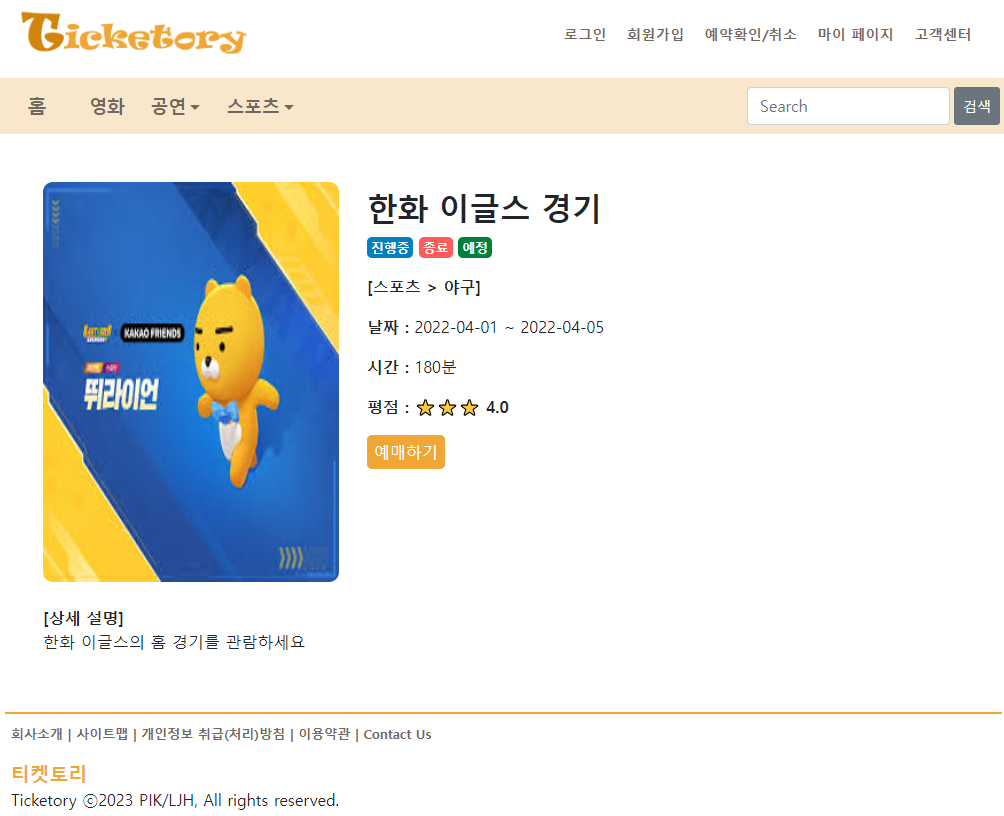 Ticketory
로그인 회원가입 예약확인/취소 마이 페이지 고객센터
홈 영화 공연 스포츠 Search 검색
한화 이글스 경기
진행중 종료 예정
[스포츠 > 야구]
날짜 : 2022-04-01 ~ 2022-04-05
시간 : 180분
평점 : 4.0
예매하기
KAKAO FRIENDS
뛰라이언
[상세 설명]
한화 이글스의 홈 경기를 관람하세요
회사소개 | 사이트맵 | 개인정보 취급(처리)방침 | 이용약관 | Contact Us
티켓토리
Ticketory ⓒ2023 PIK/LJH, All rights reserved.